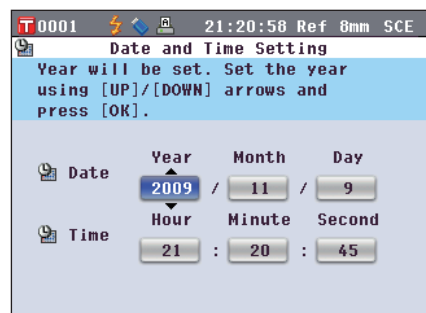 T 0001 A 21:20:58 Ref 8mm SCE
Date and Time Setting
Year will be set. Set the year
using [UP]/[DOWN] arrows and
press [OK].
Year Month Day
Date 2009 / 11 / 9
Hour Minute Second
Time 21 : 20 : 45